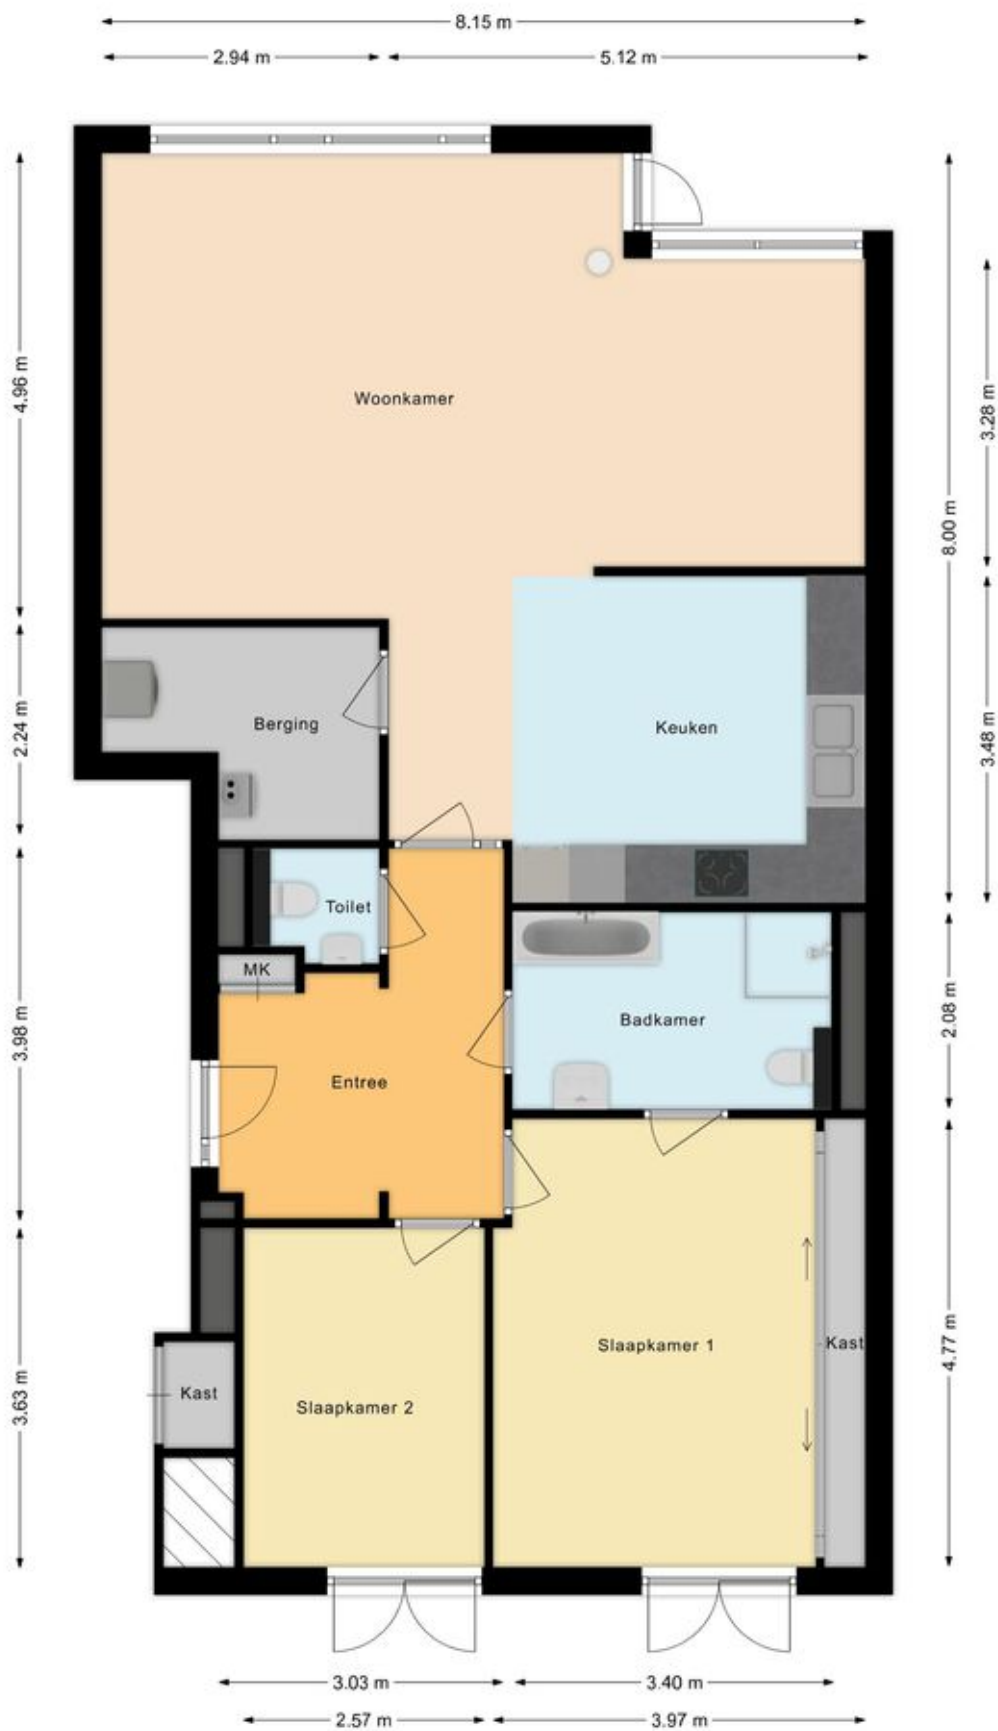 8.15 m
2.94 m
5.12 m
4.96 m
Woonkamer
3.28 m
8.00 m
2.24 m
Berging
Keuken
3.48 m
Toilet
MK
3.98 m
Badkamer
2.08 m
Entree
Slaapkamer 1
Kast
4.77 m
Kast
Slaapkamer 2
3.63 m
3.03 m
3.40 m
2.57 m
3.97 m